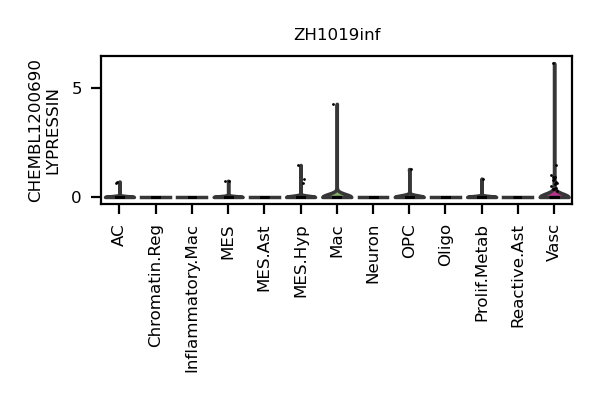 ZH1019inf
CHEMBL1200690
LYPRESSIN
5
0
AC
Chromatin.Reg
Inflammatory.Mac
MES
MES.Ast
MES.Hyp
Mac
Neuron
OPC
Oligo
Prolif.Metab
Reactive.Ast
Vasc